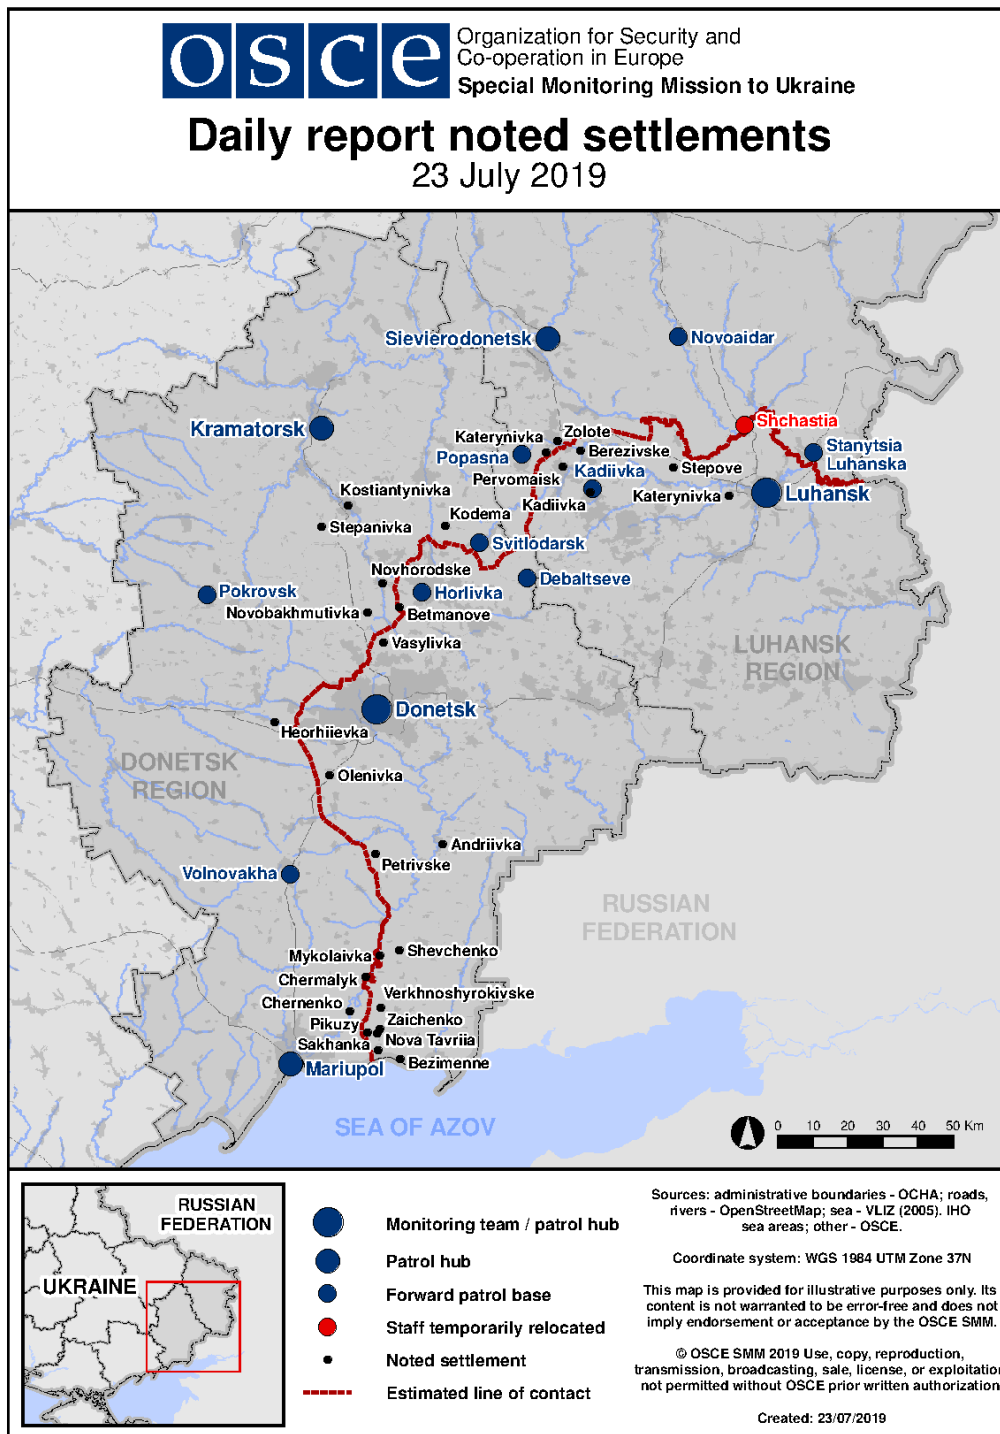 osce
Organization for Security and
Co-operation in Europe
Special Monitoring Mission to Ukraine
Daily report noted settlements
23 July 2019
Sievierodonetsk
Novoaidar
Kramatorsk
Shchastia
Zolote
Katerynivka
Berezivske
Stanytsia
Luhanska
Popasna
Kadiivka
Stepove
Pervomaisk
Kostiantynivka
Kadiivka
Katerynivka
Luhansk
Kodema
Stepanivka
Svitlodarsk
Novhorodske
Debaltseve
Pokrovsk
Horlivka
Novobakhmutivka
Betmanove
Vasylivka
LUHANSK
REGION
Donetsk
Heorhiievka
DONETSK
REGION
Olenivka
Andriivka
Petrivske
Volnovakha
RUSSIAN
FEDERATION
Shevchenko
Mykolaivka
Chermalyk
Verkhnoshyrokivske
Chernenko
Zaichenko
Pikuzy
Nova Tavriia
Sakhanka
Bezimenne
Mariupol
SEA OF AZOV
0 10 20 30 40 50 Km
RUSSIAN
FEDERATION
UKRAINE
Monitoring team / patrol hub
Patrol hub
Forward patrol base
Staff temporarily relocated
Noted settlement
Estimated line of contact
Sources: administrative boundaries - OCHA; roads,
rivers - OpenStreetMap; sea - VLIZ (2005). IHO
sea areas; other - OSCE.
Coordinate system: WGS 1984 UTM Zone 37N
This map is provided for illustrative purposes only. Its
content is not warranted to be error-free and does not
imply endorsement or acceptance by the OSCE SMM.
© OSCE SMM 2019 Use, copy, reproduction,
transmission, broadcasting, sale, license, or exploitation
not permitted without OSCE prior written authorization
Created: 23/07/2019